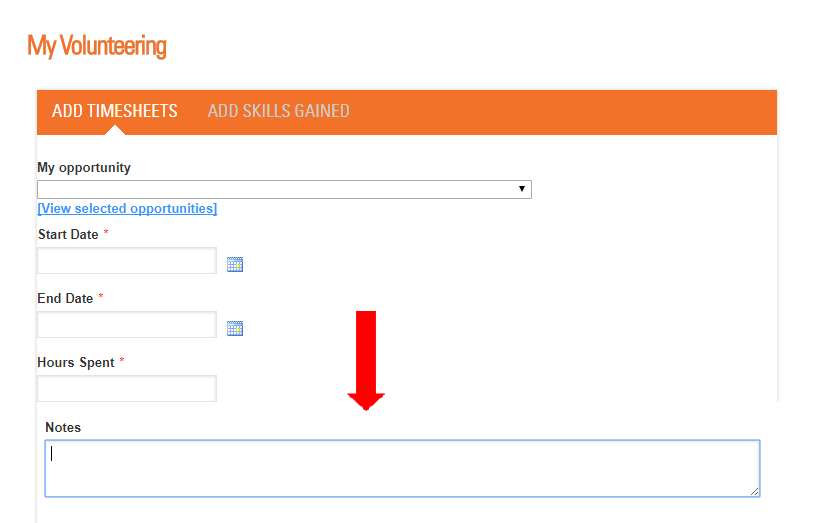 My Volunteering
ADD TIMESHEETS ADD SKILLS GAINED
My opportunity
[View selected opportunities]
Start Date *
End Date *
Hours Spent *
Notes